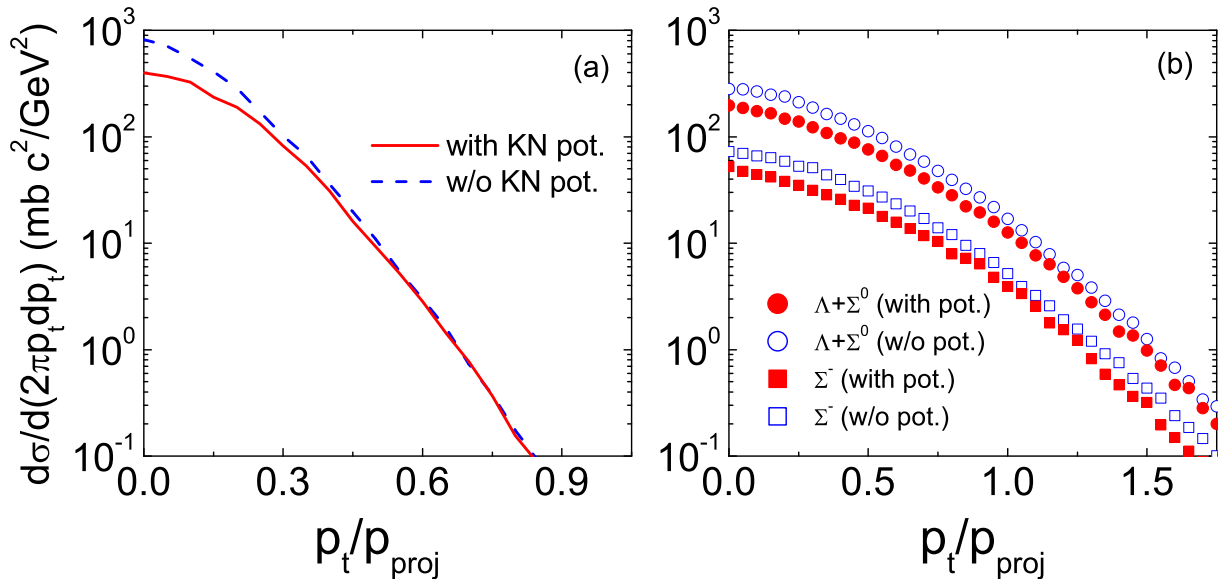 dσ/d(2πp_t dp_t) (mb c²/GeV²)
10³
10²
10¹
10⁰
10⁻¹
(a)
with KN pot.
w/o KN pot.
0.0 0.3 0.6 0.9
p_t/p_proj
10³
10²
10¹
10⁰
10⁻¹
(b)
Λ+Σ⁰ (with pot.)
Λ+Σ⁰ (w/o pot.)
Σ⁻ (with pot.)
Σ⁻ (w/o pot.)
0.0 0.5 1.0 1.5
p_t/p_proj